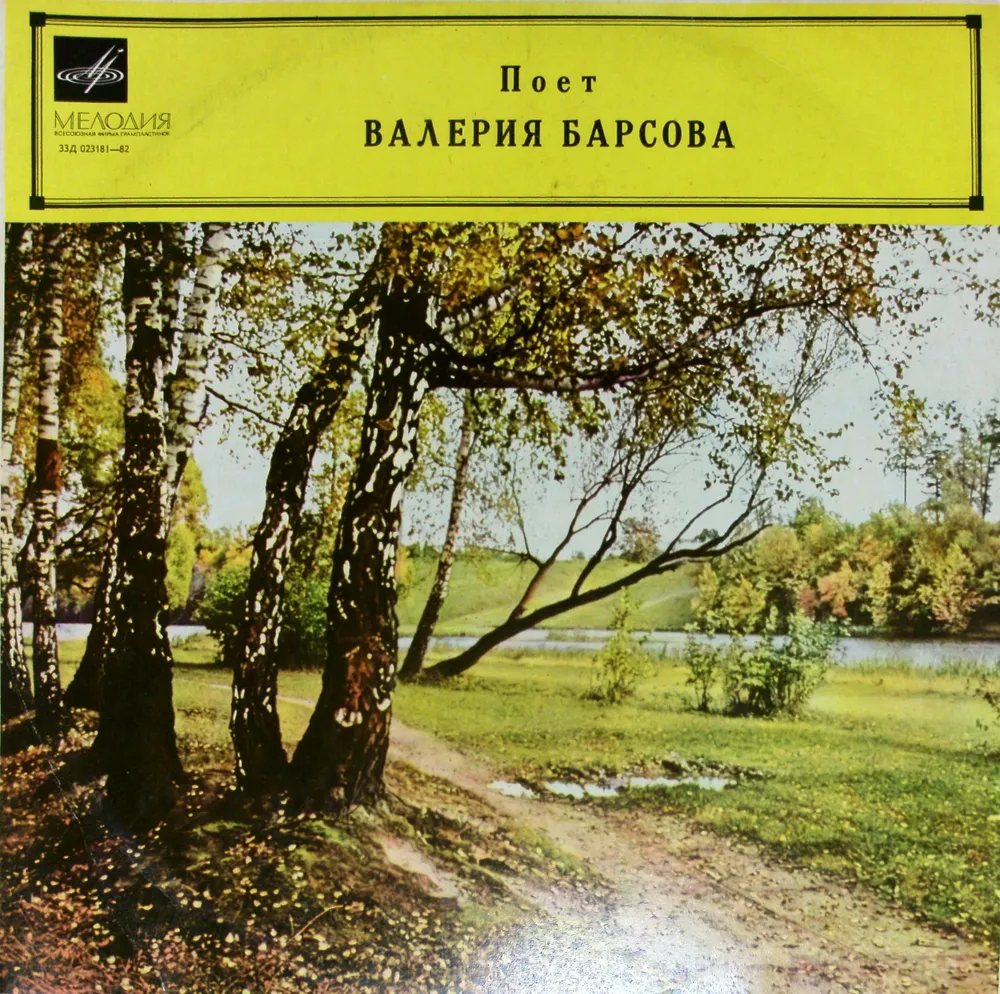 Поет
ВАЛЕРИЯ БАРСОВА
МЕЛОДИЯ
ВСЕСОЮЗНАЯ ФИРМА ГРАМПЛАСТИНОК
33Д 023181—82